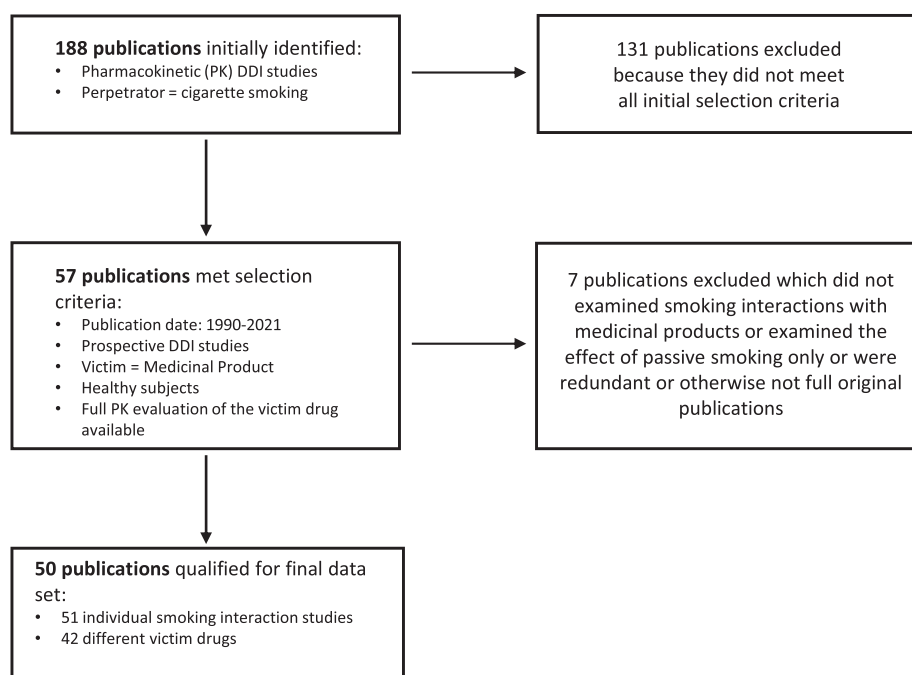 188 publications initially identified:
• Pharmacokinetic (PK) DDI studies
• Perpetrator = cigarette smoking
131 publications excluded
because they did not meet
all initial selection criteria
57 publications met selection
criteria:
• Publication date: 1990-2021
• Prospective DDI studies
• Victim = Medicinal Product
• Healthy subjects
• Full PK evaluation of the victim drug
available
7 publications excluded which did not
examined smoking interactions with
medicinal products or examined the
effect of passive smoking only or were
redundant or otherwise not full original
publications
50 publications qualified for final data
set:
• 51 individual smoking interaction studies
• 42 different victim drugs